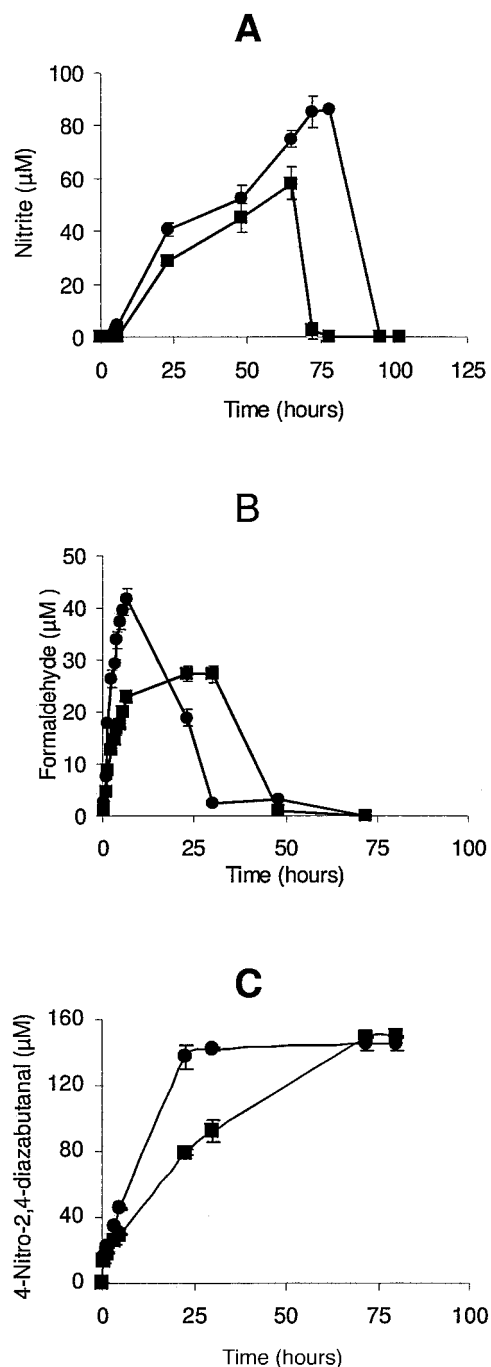 A
Nitrite (µM)
100
80
60
40
20
0
0 25 50 75 100 125
Time (hours)
B
Formaldehyde (µM)
50
40
30
20
10
0
0 25 50 75 100
Time (hours)
C
4-Nitro-2,4-diazabutanal (µM)
160
120
80
40
0
0 25 50 75 100
Time (hours)